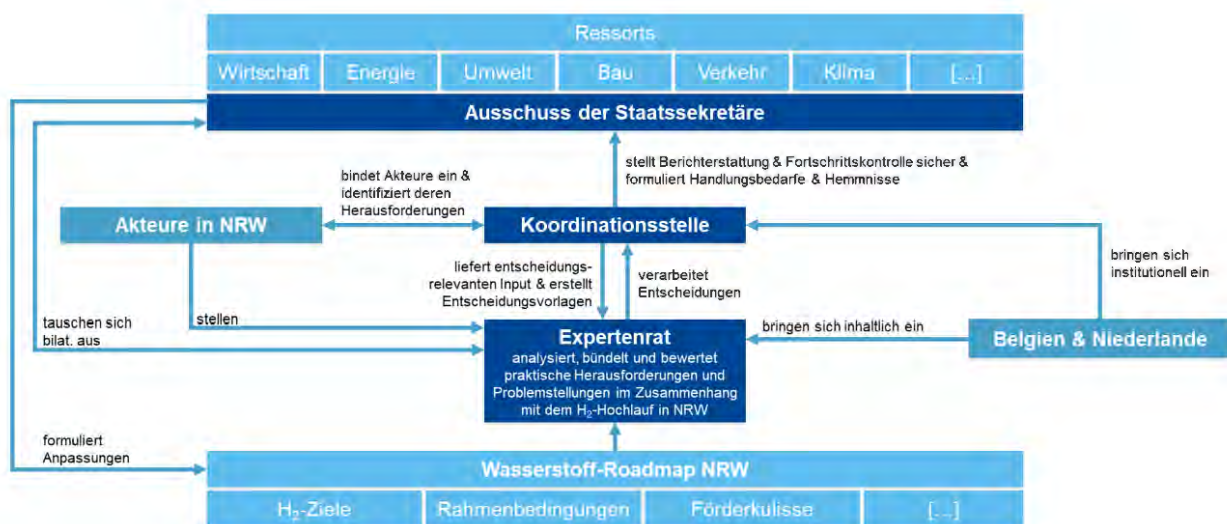 Ressorts
Wirtschaft
Energie
Umwelt
Bau
Verkehr
Klima
[...]
Ausschuss der Staatssekretäre
stellt Berichterstattung & Fortschrittskontrolle sicher &
formuliert Handlungsbedarfe & Hemmnisse
bindet Akteure ein &
identifiziert deren
Herausforderungen
Akteure in NRW
Koordinationsstelle
bringen sich
institutionell ein
liefert entscheidungs-
relevanten Input & erstellt
Entscheidungsvorlagen
verarbeitet
Entscheidungen
tauschen sich
bilat. aus
stellen
Expertenrat
analysiert, bündelt und bewertet
praktische Herausforderungen und
Problemstellungen im Zusammenhang
mit dem H₂-Hochlauf in NRW
bringen sich inhaltlich ein
Belgien & Niederlande
formuliert
Anpassungen
Wasserstoff-Roadmap NRW
H₂-Ziele
Rahmenbedingungen
Förderkulisse
[...]